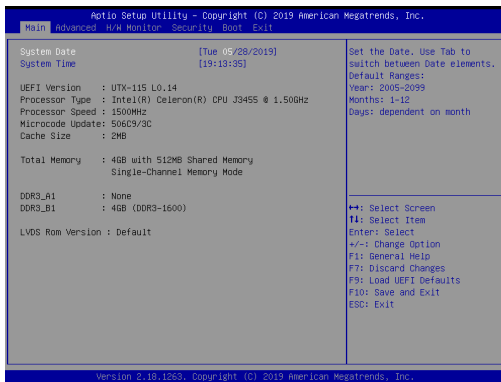 Aptio Setup Utility – Copyright (C) 2019 American Megatrends, Inc.
Main Advanced H/W Monitor Security Boot Exit
System Date [Tue 05/28/2019]
System Time [19:13:35]
UEFI Version : UTX-115 L0.14
Processor Type : Intel(R) Celeron(R) CPU J3455 @ 1.50GHz
Processor Speed : 1500MHz
Microcode Update: 506C9/3C
Cache Size : 2MB
Total Memory : 4GB with 512MB Shared Memory
Single-Channel Memory Mode
DDR3_A1 : None
DDR3_B1 : 4GB (DDR3-1600)
LVDS Rom Version : Default
Set the Date. Use Tab to
switch between Date elements.
Default Ranges:
Year: 2005-2099
Months: 1-12
Days: dependent on month
↔: Select Screen
↑↓: Select Item
Enter: Select
+/-: Change Option
F1: General Help
F7: Discard Changes
F9: Load UEFI Defaults
F10: Save and Exit
ESC: Exit
Version 2.18.1263. Copyright (C) 2019 American Megatrends, Inc.